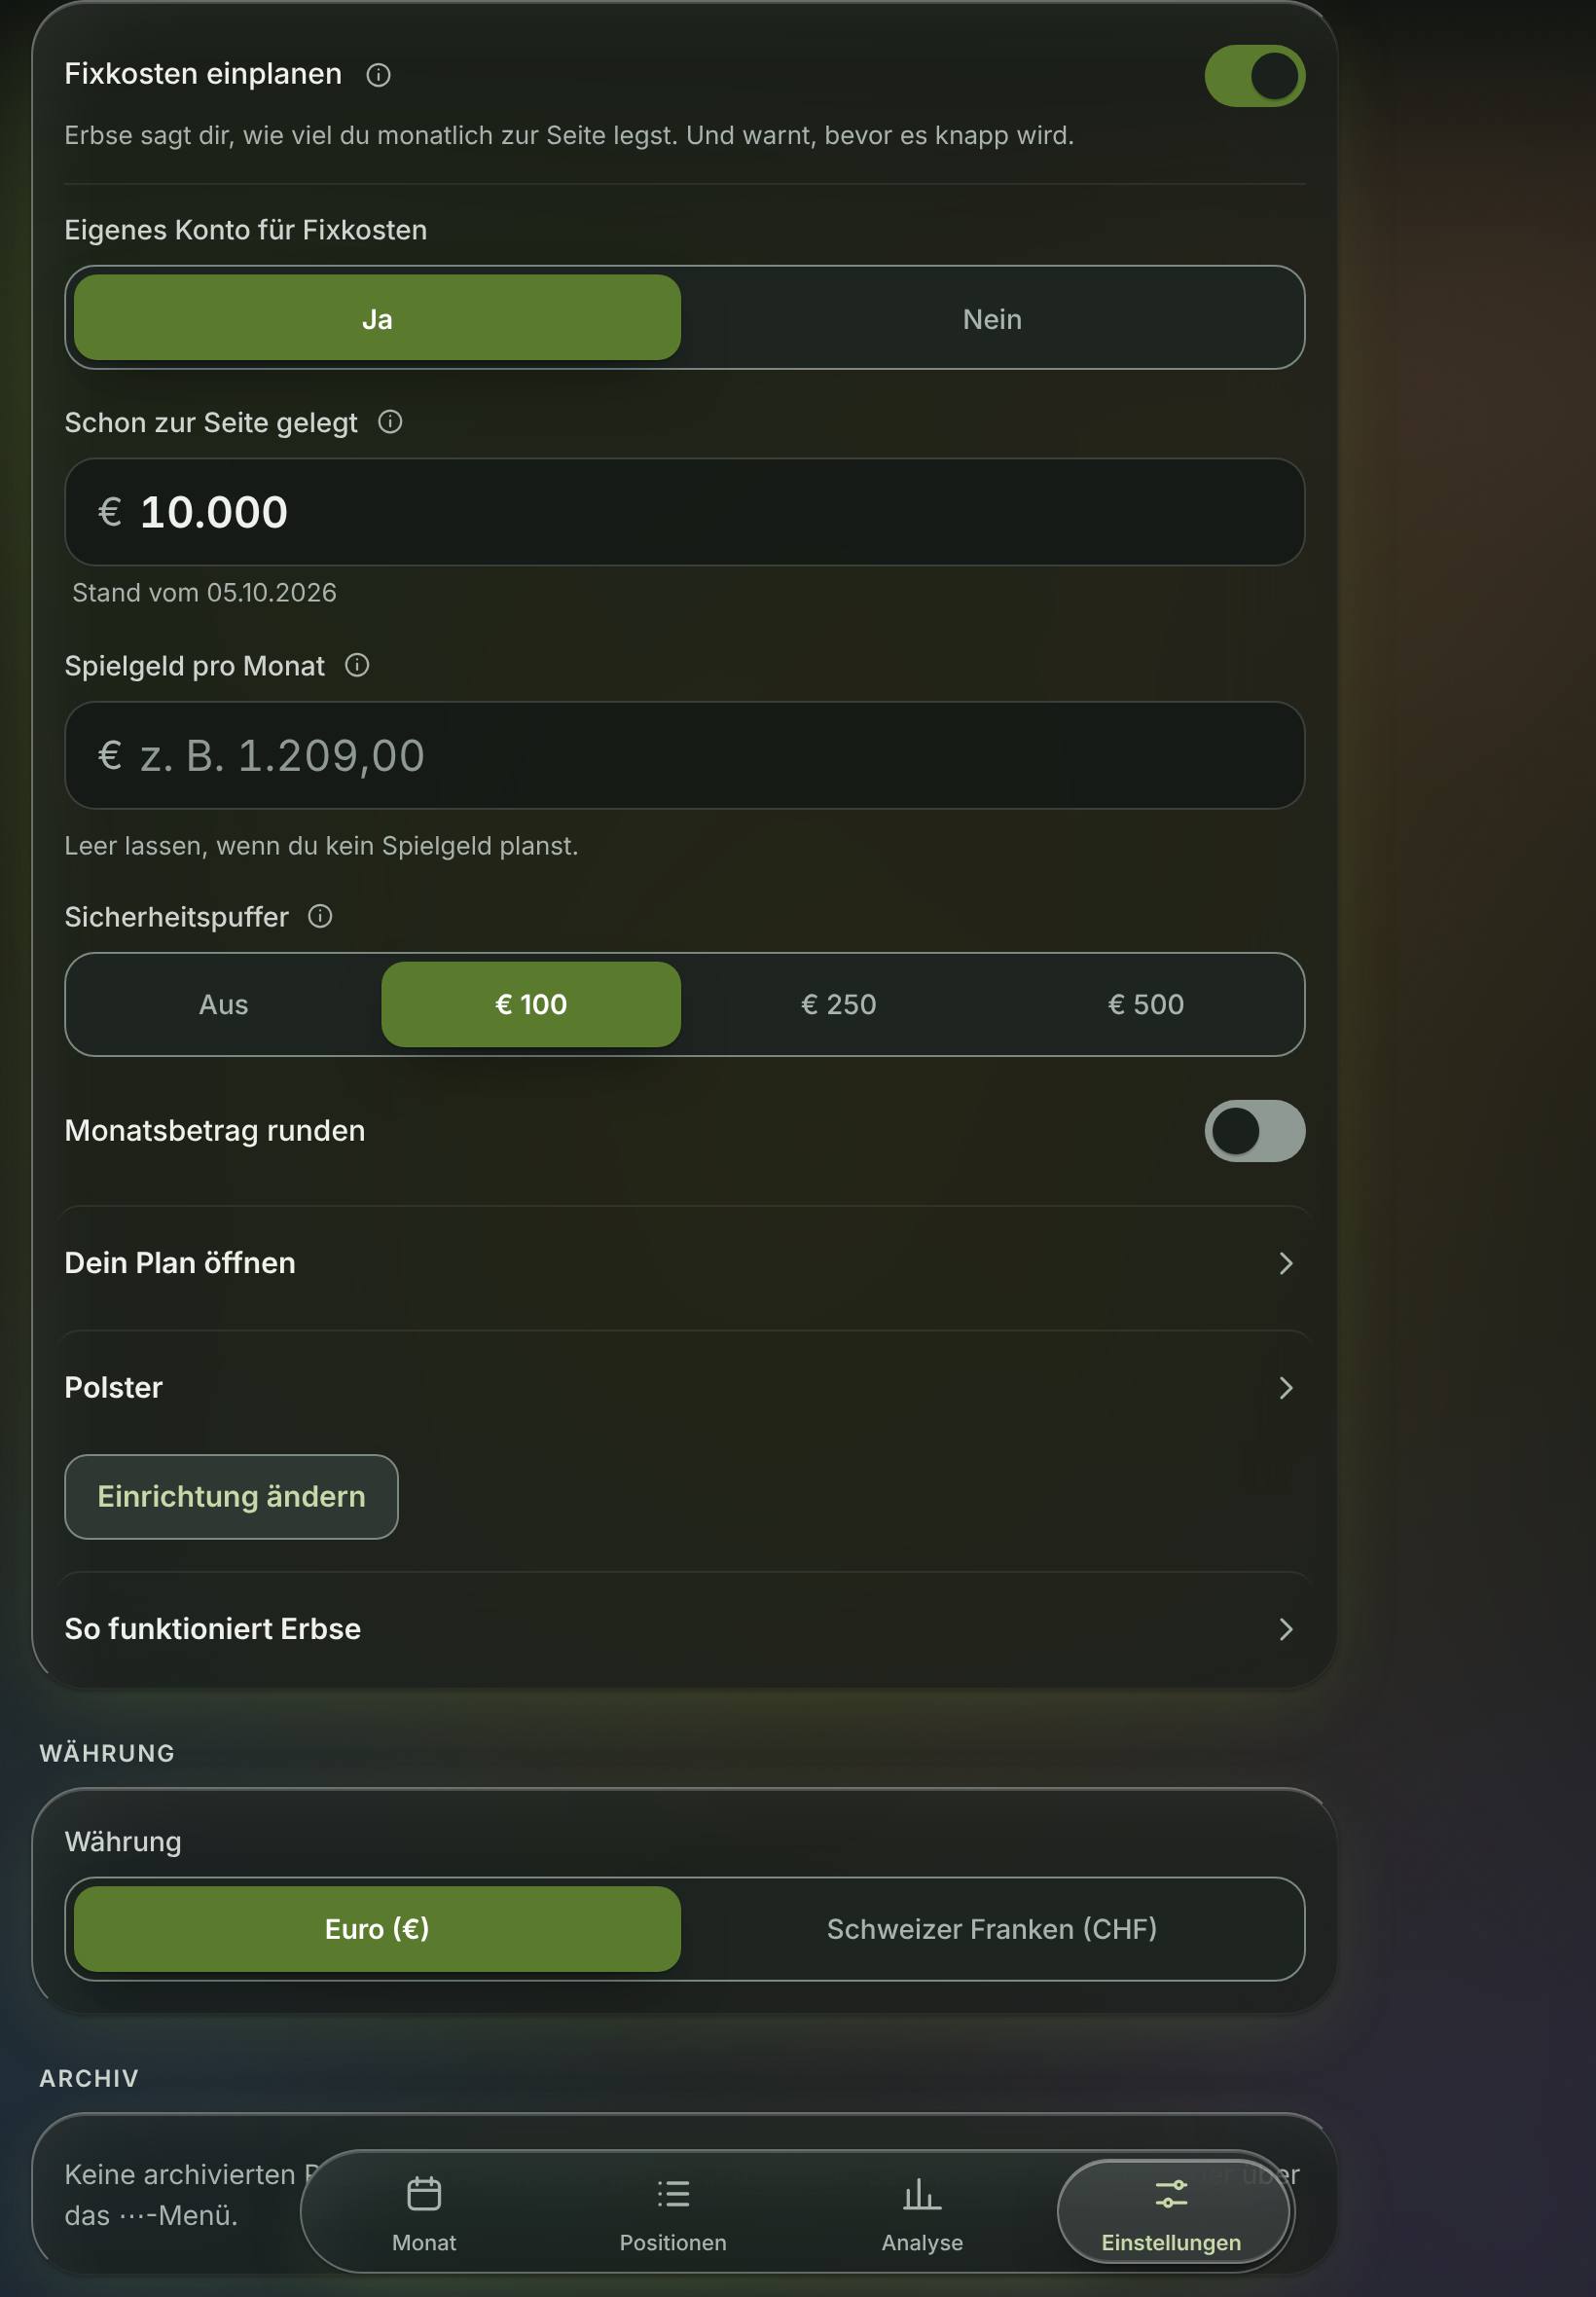 Fixkosten einplanen
Erbse sagt dir, wie viel du monatlich zur Seite legst. Und warnt, bevor es knapp wird.
Eigenes Konto für Fixkosten
Ja
Nein
Schon zur Seite gelegt
€ 10.000
Stand vom 05.10.2026
Spielgeld pro Monat
€ z. B. 1.209,00
Leer lassen, wenn du kein Spielgeld planst.
Sicherheitspuffer
Aus
€ 100
€ 250
€ 500
Monatsbetrag runden
Dein Plan öffnen
Polster
Einrichtung ändern
So funktioniert Erbse
WÄHRUNG
Währung
Euro (€)
Schweizer Franken (CHF)
ARCHIV
Keine archivierten
über
das ···-Menü.
Monat
Positionen
Analyse
Einstellungen